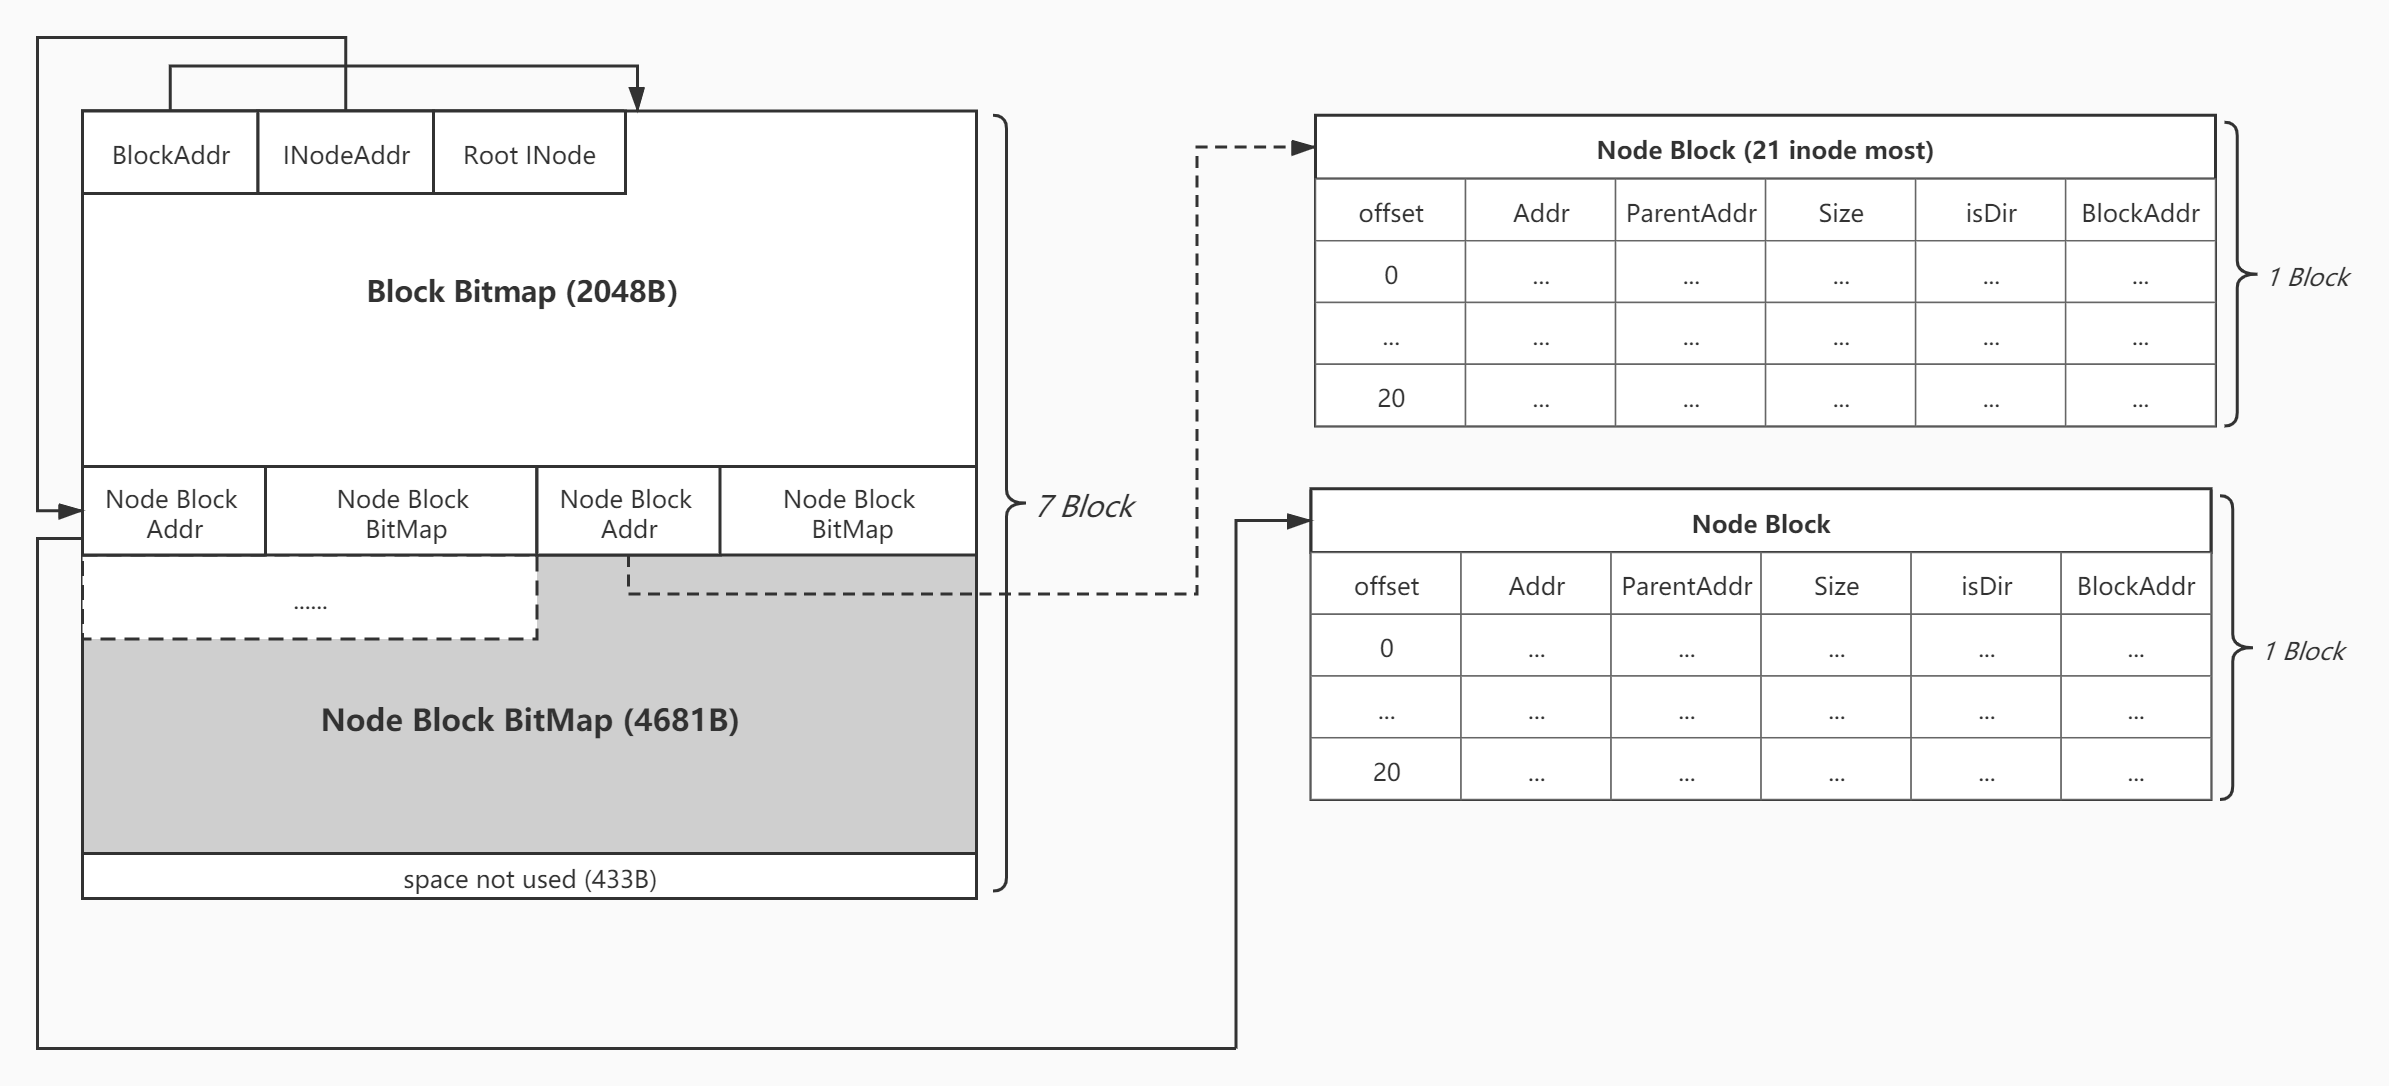 BlockAddr INodeAddr Root INode
Block Bitmap (2048B)
Node Block Addr
Node Block BitMap
Node Block Addr
Node Block BitMap
......
Node Block BitMap (4681B)
space not used (433B)
7 Block
Node Block (21 inode most)
offset Addr ParentAddr Size isDir BlockAddr
0 ... ... ... ... ...
... ... ... ... ... ...
20 ... ... ... ... ...
1 Block
Node Block
offset Addr ParentAddr Size isDir BlockAddr
0 ... ... ... ... ...
... ... ... ... ... ...
20 ... ... ... ... ...
1 Block